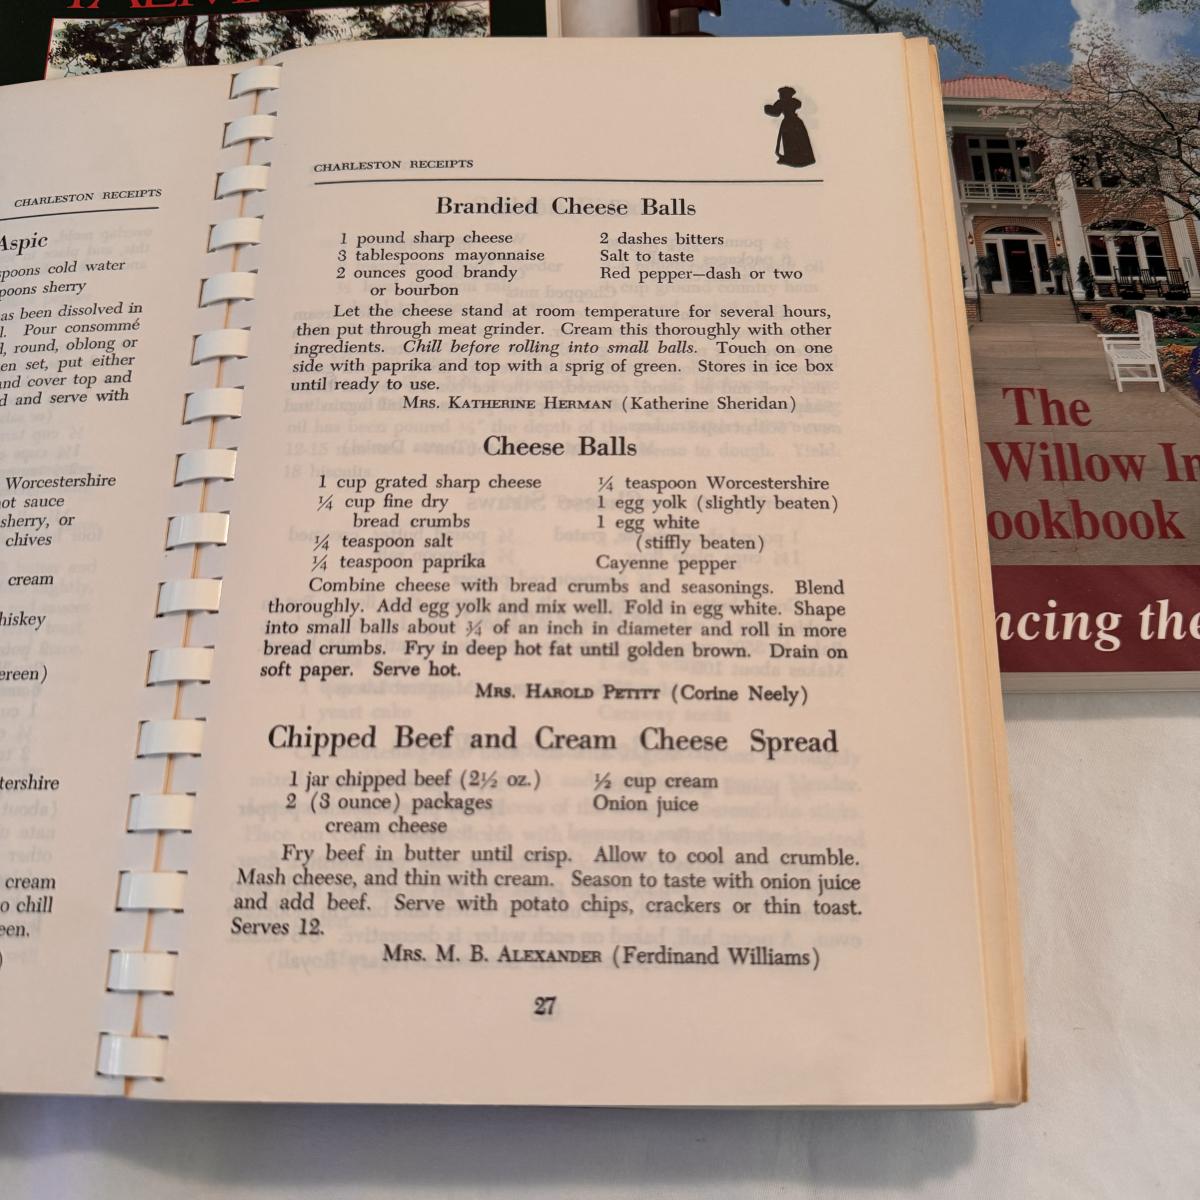 CHARLESTON RECEIPTS
Aspic
spoons cold water
poons sherry
as been dissolved in
l. Pour consommé
l, round, oblong or
en set, put either
nd cover top and
d and serve with
Worcestershire
ot sauce
sherry, or
chives
cream
hiskey
ereen)
tershire
cream
o chill
een.
)
CHARLESTON RECEIPTS
Brandied Cheese Balls
1 pound sharp cheese
3 tablespoons mayonnaise
2 ounces good brandy
or bourbon
2 dashes bitters
Salt to taste
Red pepper—dash or two
Let the cheese stand at room temperature for several hours,
then put through meat grinder. Cream this thoroughly with other
ingredients. Chill before rolling into small balls. Touch on one
side with paprika and top with a sprig of green. Stores in ice box
until ready to use.
MRS. KATHERINE HERMAN (Katherine Sheridan)
Cheese Balls
1 cup grated sharp cheese
¼ cup fine dry
bread crumbs
¼ teaspoon salt
¼ teaspoon paprika
¼ teaspoon Worcestershire
1 egg yolk (slightly beaten)
1 egg white
(stiffly beaten)
Cayenne pepper
Combine cheese with bread crumbs and seasonings. Blend
thoroughly. Add egg yolk and mix well. Fold in egg white. Shape
into small balls about ¾ of an inch in diameter and roll in more
bread crumbs. Fry in deep hot fat until golden brown. Drain on
soft paper. Serve hot.
MRS. HAROLD PETTIT (Corine Neely)
Chipped Beef and Cream Cheese Spread
1 jar chipped beef (2½ oz.)
2 (3 ounce) packages
cream cheese
½ cup cream
Onion juice
Fry beef in butter until crisp. Allow to cool and crumble.
Mash cheese, and thin with cream. Season to taste with onion juice
and add beef. Serve with potato chips, crackers or thin toast.
Serves 12.
MRS. M. B. ALEXANDER (Ferdinand Williams)
27
The
Willow In
ookbook
ncing the